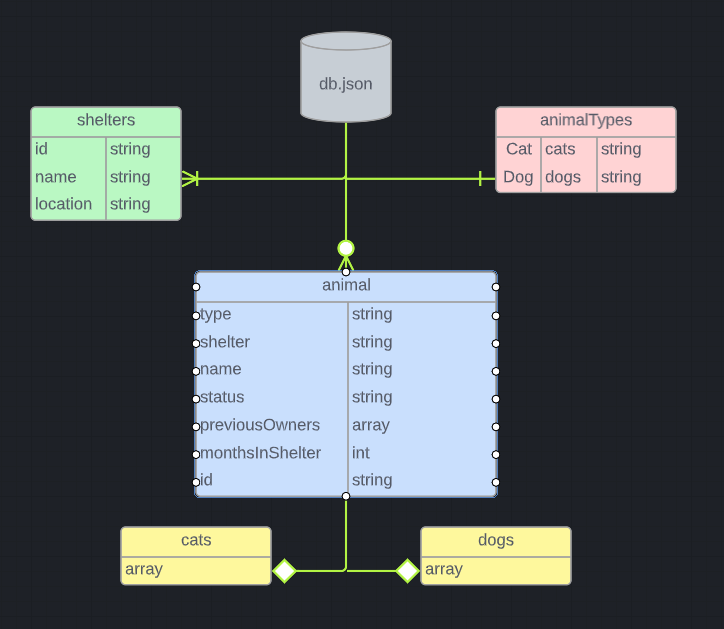 db.json
shelters
id string
name string
location string
animalTypes
Cat cats string
Dog dogs string
animal
type string
shelter string
name string
status string
previousOwners array
monthsInShelter int
id string
cats
array
dogs
array